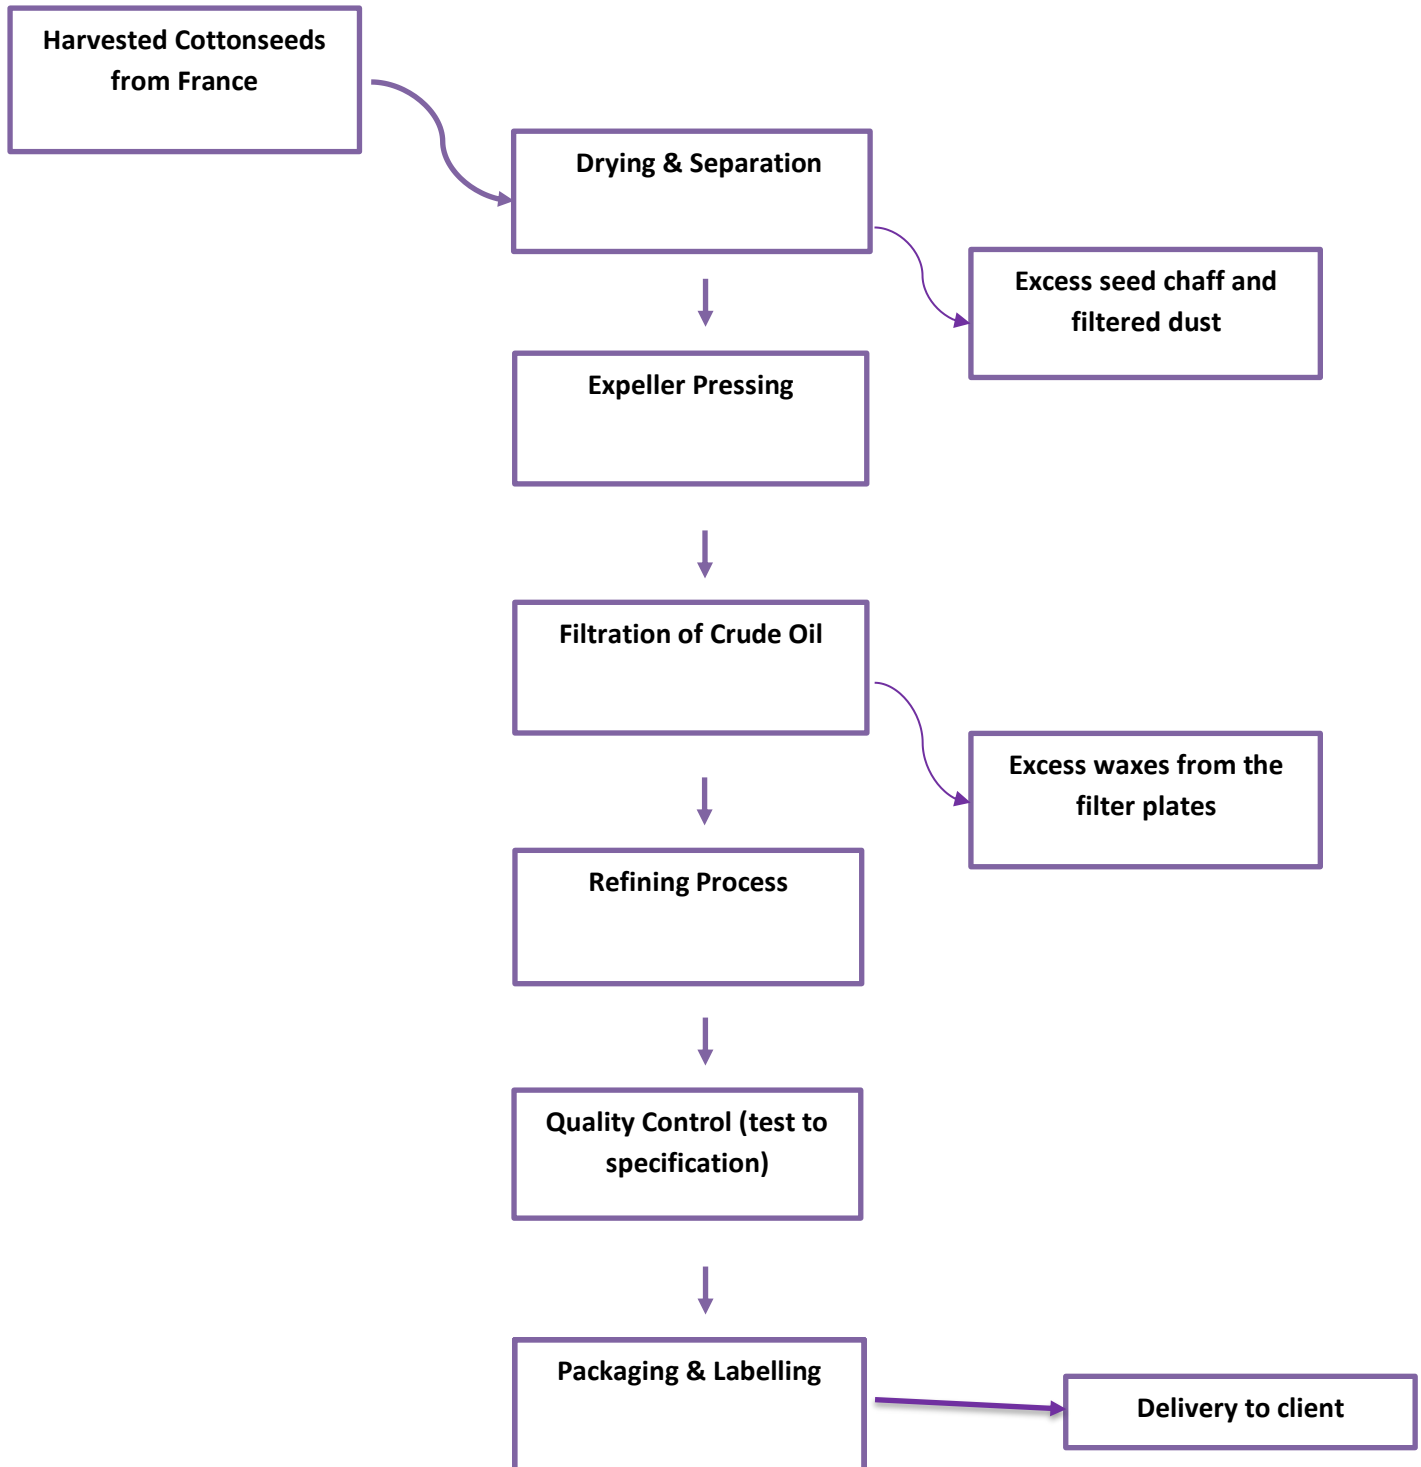 Harvested Cottonseeds
from France
Drying & Separation
Excess seed chaff and
filtered dust
Expeller Pressing
Filtration of Crude Oil
Excess waxes from the
filter plates
Refining Process
Quality Control (test to
specification)
Packaging & Labelling
Delivery to client